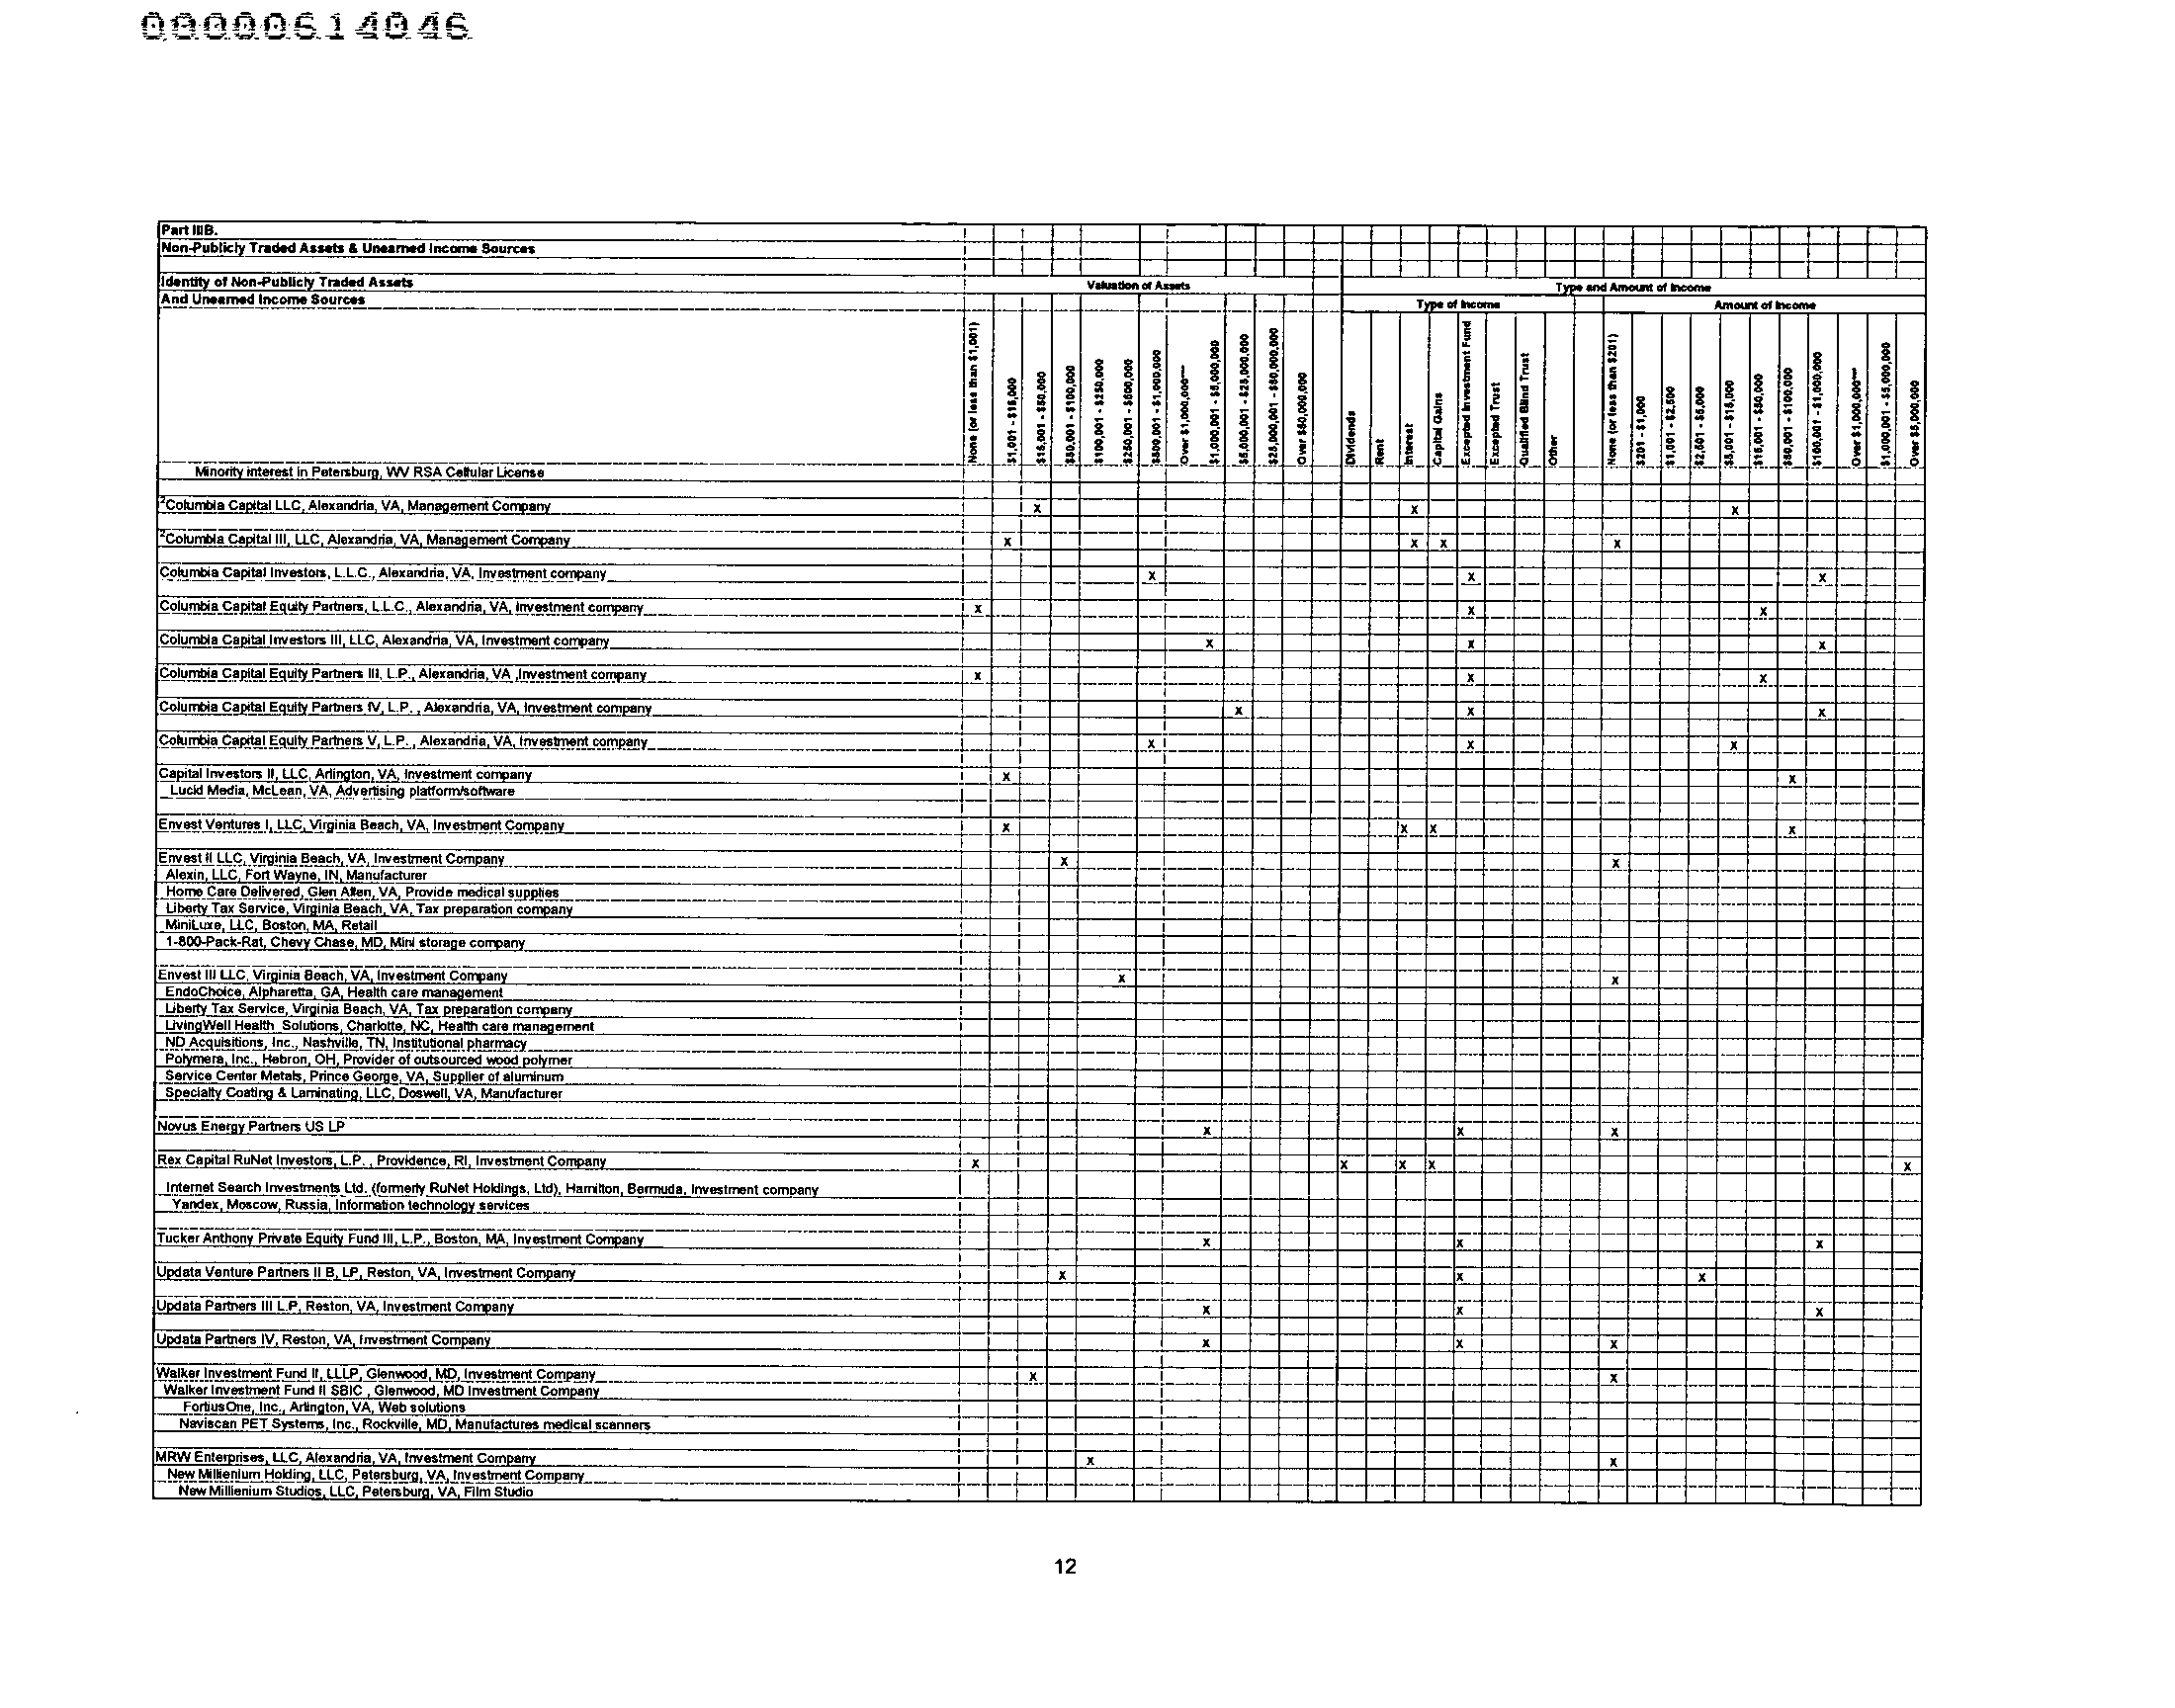 00000514046
Part IIIB.
Non-Publicly Traded Assets & Unearned Income Sources
Identity of Non-Publicly Traded Assets
Valuation of Assets
Type and Amount of Income
And Unearned Income Sources
Type of Income
Amount of Income
None (or less than $1,001)
$1,001 - $15,000
$15,001 - $50,000
$50,001 - $100,000
$100,001 - $250,000
$250,001 - $500,000
$500,001 - $1,000,000
Over $1,000,000***
$1,000,001 - $5,000,000
$5,000,001 - $25,000,000
$25,000,001 - $50,000,000
Over $50,000,000
Dividends
Rent
Interest
Capital Gains
Excepted Investment Fund
Excepted Trust
Qualified Blind Trust
Other
None (or less than $201)
$201 - $1,000
$1,001 - $2,500
$2,501 - $5,000
$5,001 - $15,000
$15,001 - $50,000
$50,001 - $100,000
$100,001 - $1,000,000
Over $1,000,000***
$1,000,001 - $5,000,000
Over $5,000,000
Minority interest in Petersburg, WV RSA Cellular License
²Columbia Capital LLC, Alexandria, VA, Management Company x x x
²Columbia Capital III, LLC, Alexandria, VA, Management Company x x x x
Columbia Capital Investors, L.L.C., Alexandria, VA, Investment company x x x
Columbia Capital Equity Partners, L.L.C., Alexandria, VA, Investment company x x x
Columbia Capital Investors III, LLC, Alexandria, VA, Investment company x x x
Columbia Capital Equity Partners III, L.P., Alexandria, VA ,Investment company x x x
Columbia Capital Equity Partners IV, L.P. , Alexandria, VA, Investment company x x x
Columbia Capital Equity Partners V, L.P. , Alexandria, VA, Investment company x x x
Capital Investors II, LLC, Arlington, VA, Investment company x x
Lucid Media, McLean, VA, Advertising platform/software
Envest Ventures I, LLC, Virginia Beach, VA, Investment Company x x x x
Envest II LLC, Virginia Beach, VA, Investment Company x x
Alexin, LLC, Fort Wayne, IN, Manufacturer
Home Care Delivered, Glen Allen, VA, Provide medical supplies
Liberty Tax Service, Virginia Beach, VA, Tax preparation company
MiniLuxe, LLC, Boston, MA, Retail
1-800-Pack-Rat, Chevy Chase, MD, Mini storage company
Envest III LLC, Virginia Beach, VA, Investment Company x x
EndoChoice, Alpharetta, GA, Health care management
Liberty Tax Service, Virginia Beach, VA, Tax preparation company
LivingWell Health Solutions, Charlotte, NC, Health care management
ND Acquisitions, Inc., Nashville, TN, Institutional pharmacy
Polymera, Inc., Hebron, OH, Provider of outsourced wood polymer
Service Center Metals, Prince George, VA, Supplier of aluminum
Specialty Coating & Laminating, LLC, Doswell, VA, Manufacturer
Novus Energy Partners US LP x x x
Rex Capital RuNet Investors, L.P. , Providence, RI, Investment Company x x x x x
Internet Search Investments Ltd. (formerly RuNet Holdings, Ltd), Hamilton, Bermuda, Investment company
Yandex, Moscow, Russia, Information technology services
Tucker Anthony Private Equity Fund III, L.P., Boston, MA, Investment Company x x x
Updata Venture Partners II B, LP, Reston, VA, Investment Company x x x
Updata Partners III L.P, Reston, VA, Investment Company x x x
Updata Partners IV, Reston, VA, Investment Company x x x
Walker Investment Fund II, LLLP, Glenwood, MD, Investment Company x x
Walker Investment Fund II SBIC , Glenwood, MD Investment Company
FortiusOne, Inc., Arlington, VA, Web solutions
Naviscan PET Systems, Inc., Rockville, MD, Manufactures medical scanners
MRW Enterprises, LLC, Alexandria, VA, Investment Company x x
New Millenium Holding, LLC, Petersburg, VA, Investment Company
New Millienium Studios, LLC, Petersburg, VA, Film Studio
12